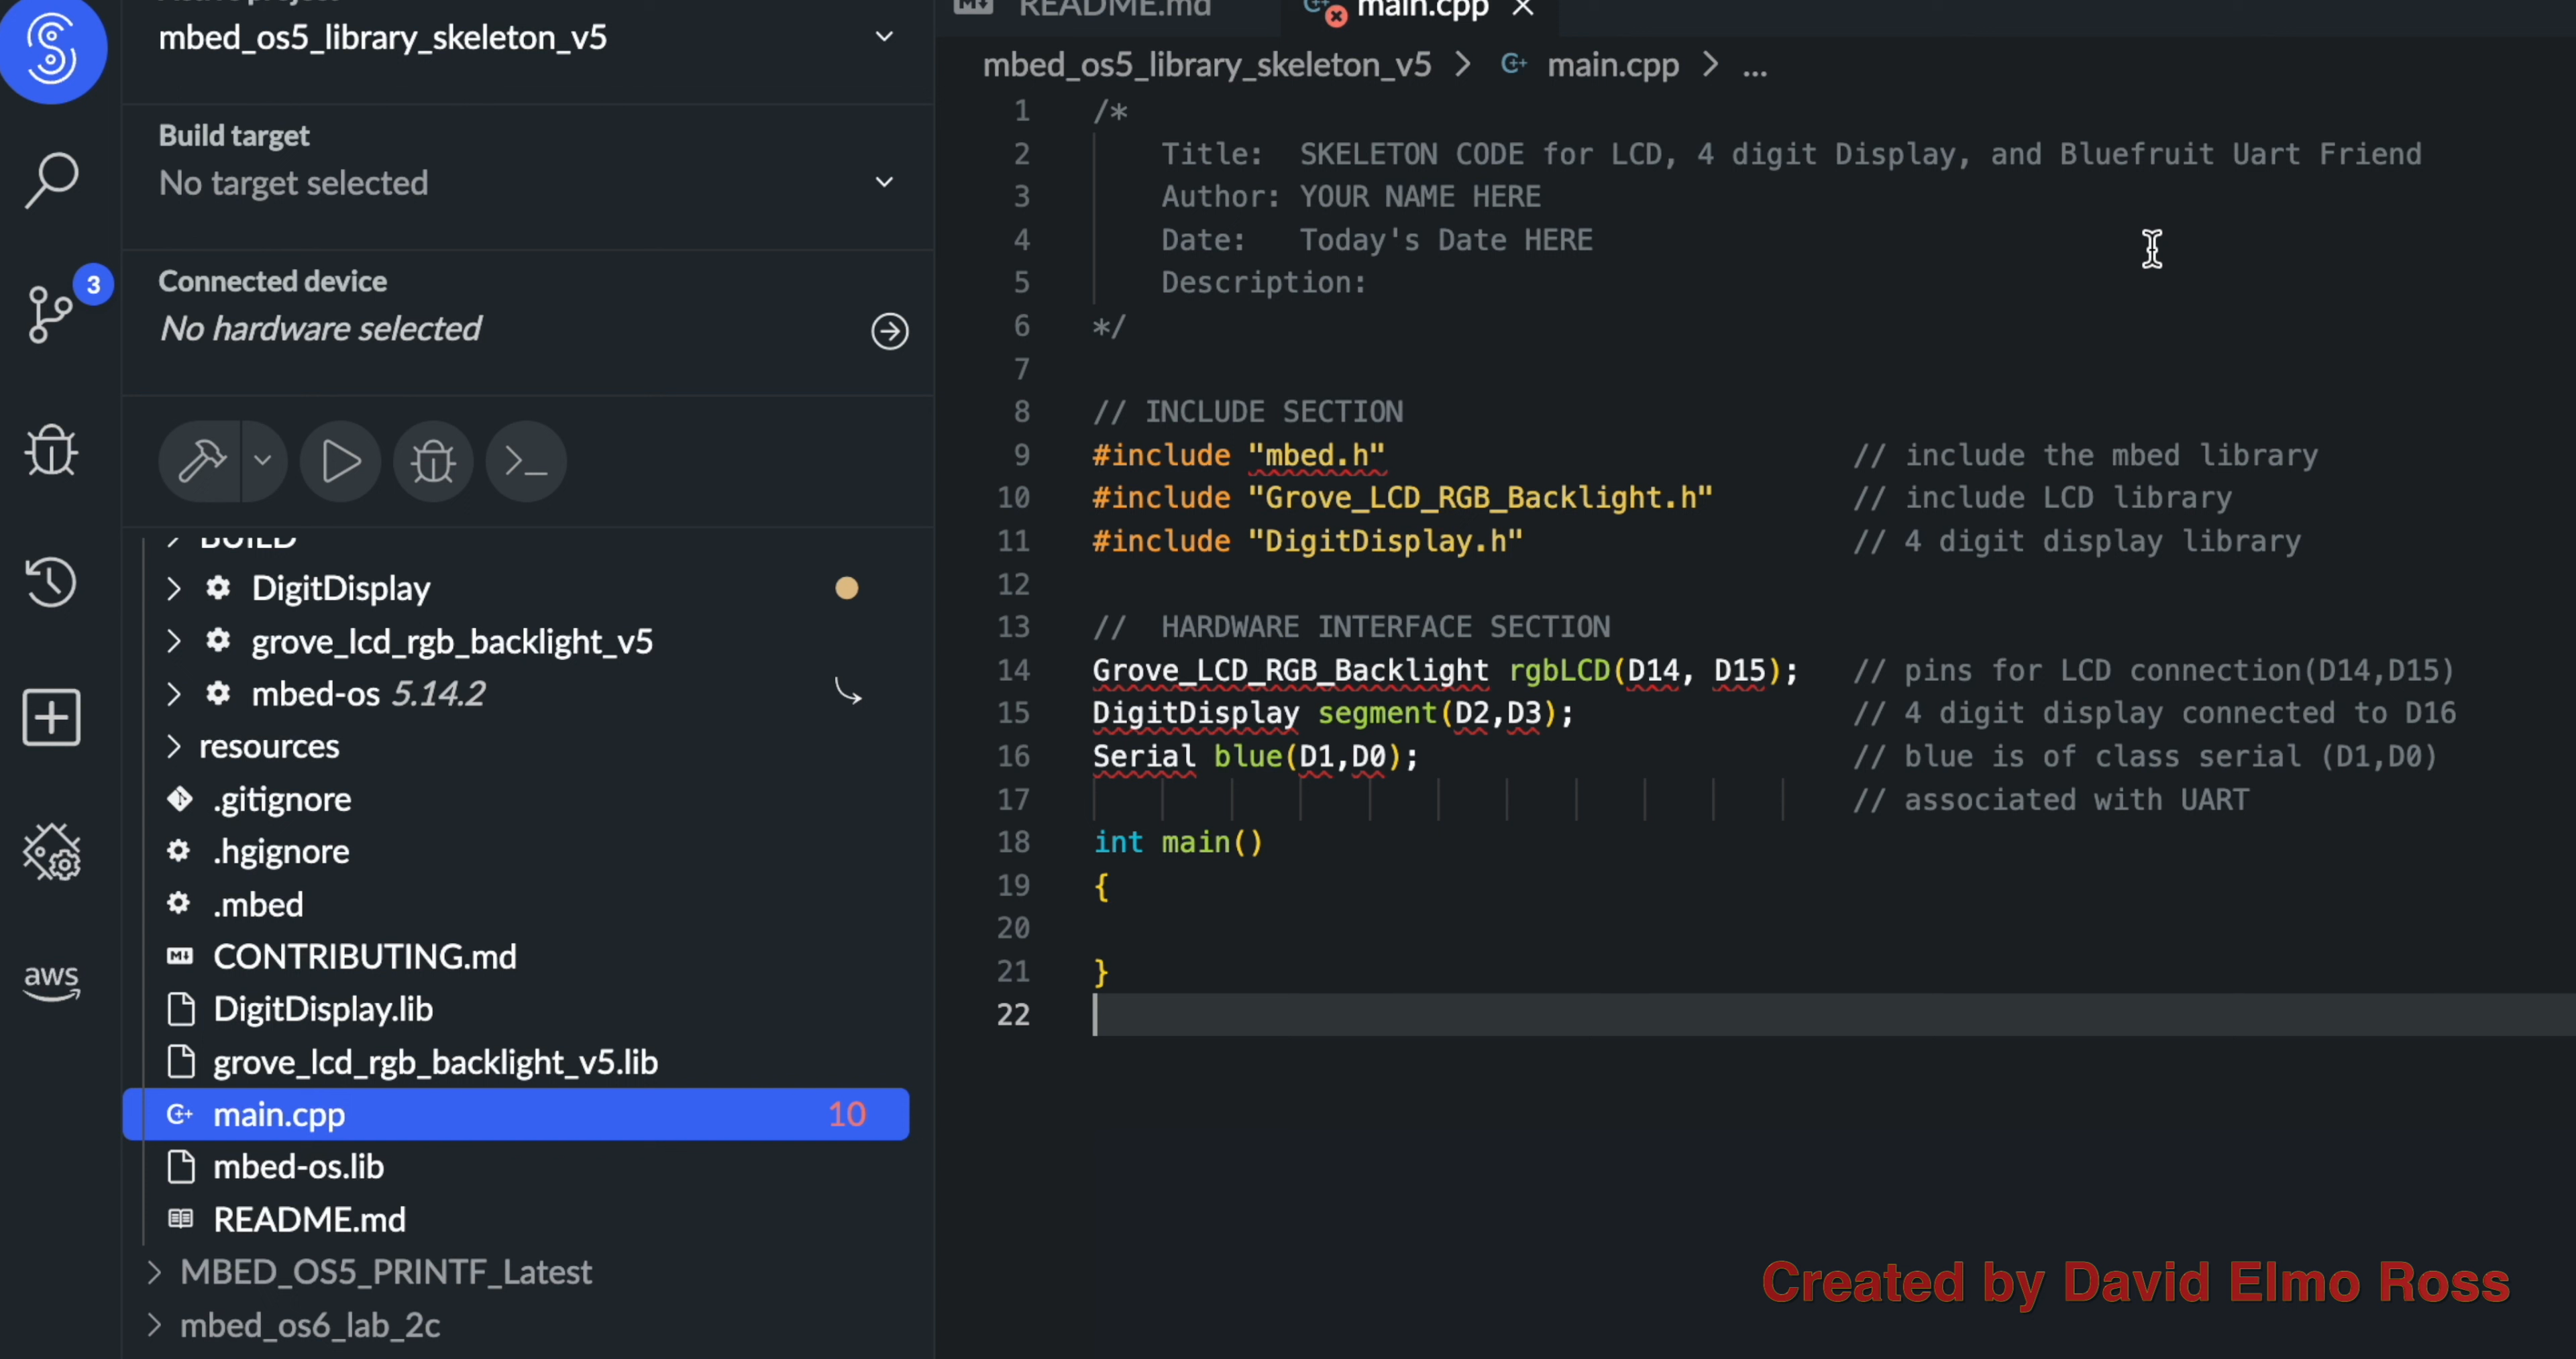 mbed_os5_library_skeleton_v5
Build target
No target selected
Connected device
No hardware selected
3
BUILD
DigitDisplay
grove_lcd_rgb_backlight_v5
mbed-os 5.14.2
resources
.gitignore
.hgignore
.mbed
CONTRIBUTING.md
DigitDisplay.lib
grove_lcd_rgb_backlight_v5.lib
main.cpp 10
mbed-os.lib
README.md
MBED_OS5_PRINTF_Latest
mbed_os6_lab_2c
aws
README.md main.cpp
mbed_os5_library_skeleton_v5 > main.cpp > ...
1 /*
2 Title: SKELETON CODE for LCD, 4 digit Display, and Bluefruit Uart Friend
3 Author: YOUR NAME HERE
4 Date: Today's Date HERE
5 Description:
6 */
7
8 // INCLUDE SECTION
9 #include "mbed.h" // include the mbed library
10 #include "Grove_LCD_RGB_Backlight.h" // include LCD library
11 #include "DigitDisplay.h" // 4 digit display library
12
13 // HARDWARE INTERFACE SECTION
14 Grove_LCD_RGB_Backlight rgbLCD(D14, D15); // pins for LCD connection(D14,D15)
15 DigitDisplay segment(D2,D3); // 4 digit display connected to D16
16 Serial blue(D1,D0); // blue is of class serial (D1,D0)
17 // associated with UART
18 int main()
19 {
20
21 }
22
Created by David Elmo Ross